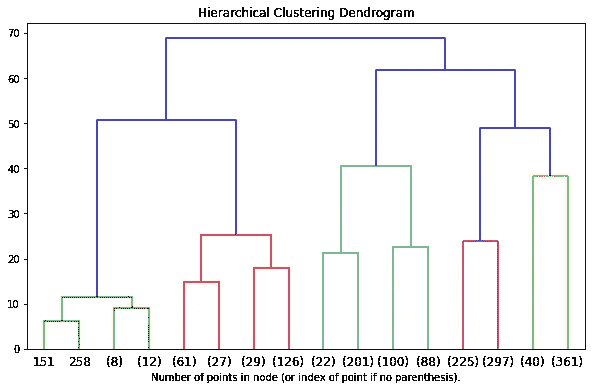 Hierarchical Clustering Dendrogram
70
60
50
40
30
20
10
0
151 258 (8) (12) (61) (27) (29) (126) (22) (201) (100) (88) (225) (297) (40) (361)
Number of points in node (or index of point if no parenthesis).